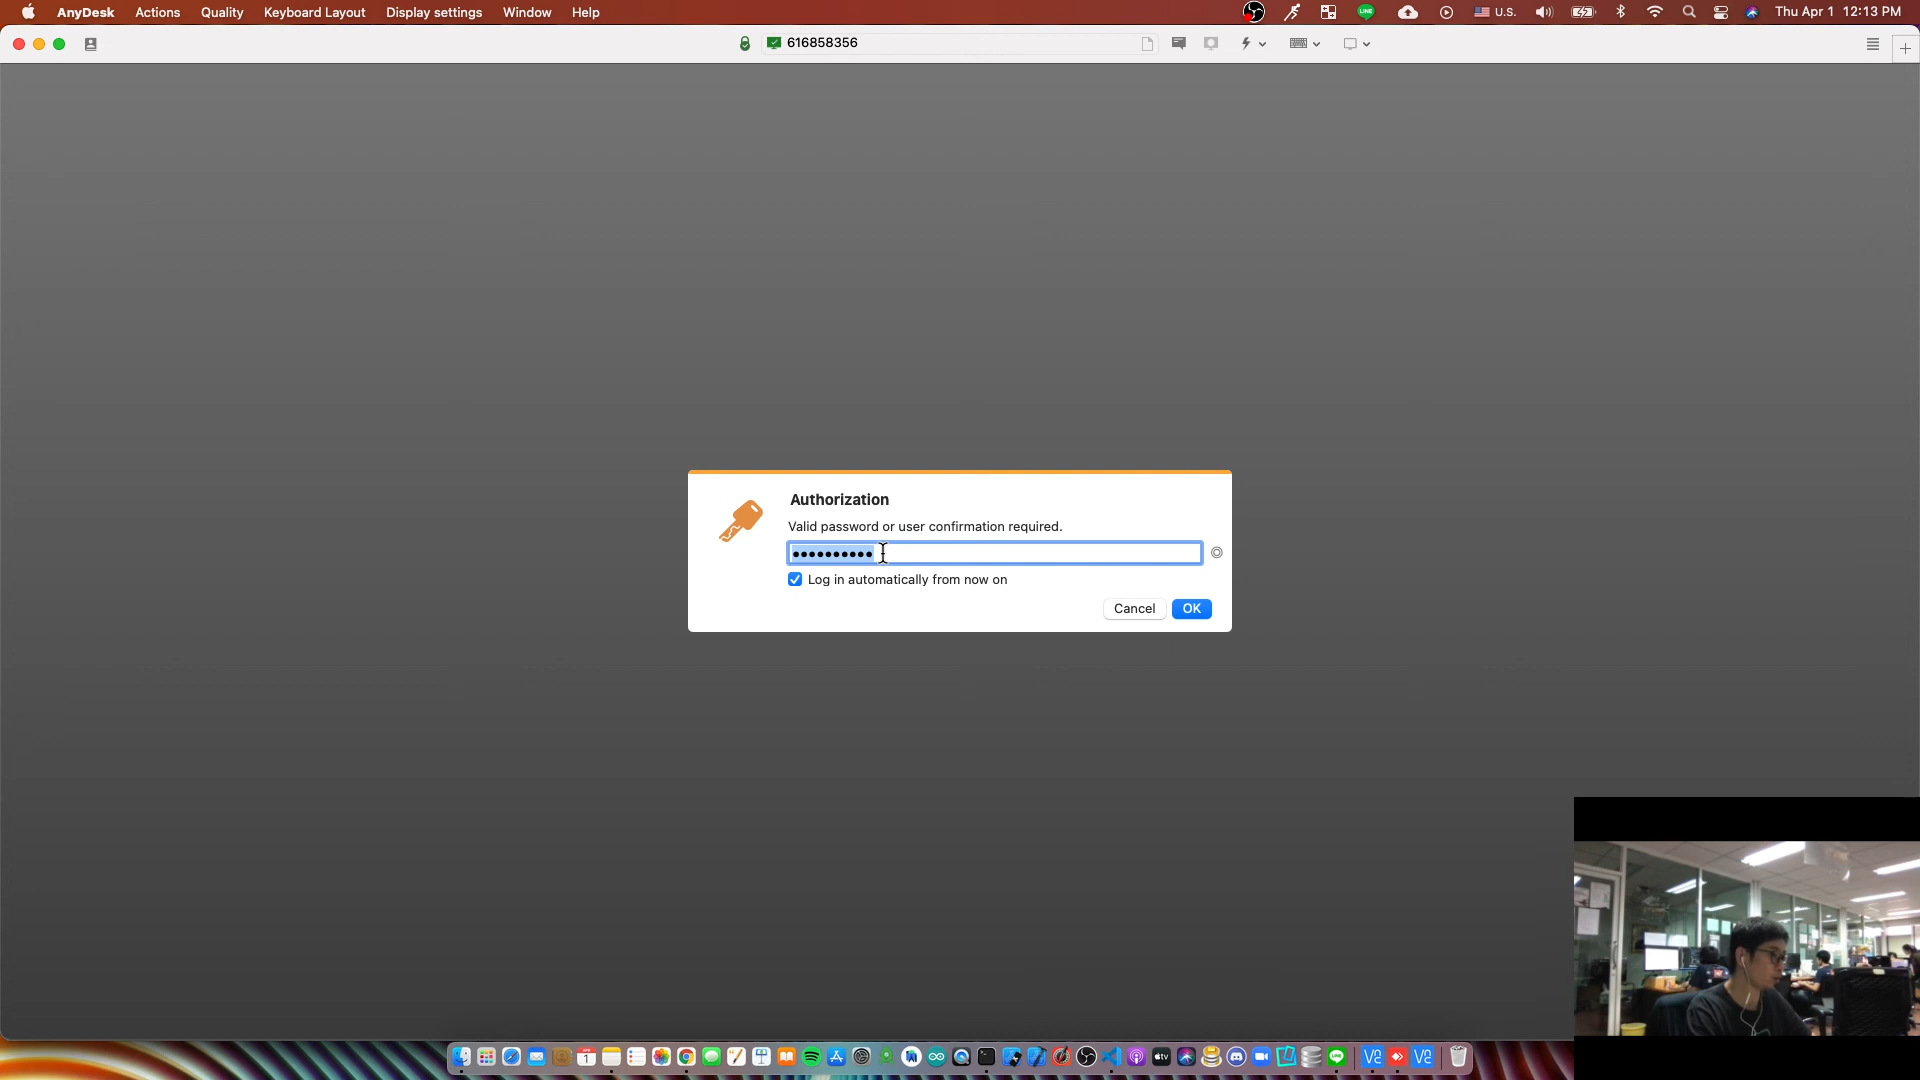 AnyDesk Actions Quality Keyboard Layout Display settings Window Help
LINE U.S. Thu Apr 1 12:13 PM
616858356
Authorization
Valid password or user confirmation required.
Log in automatically from now on
Cancel OK